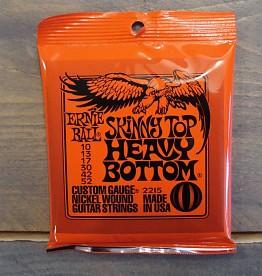 ERNIE
BALL
SKINNY TOP
HEAVY
BOTTOM
10
13
17
30
42
52
CUSTOM GAUGE® 2215
NICKEL WOUND MADE
GUITAR STRINGS IN USA